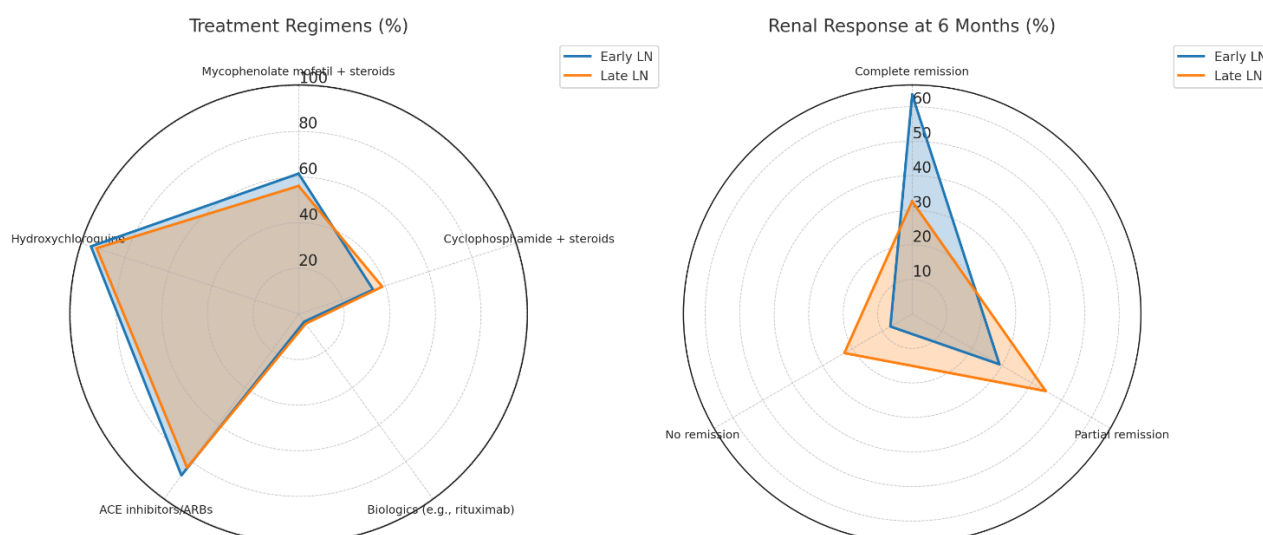 Treatment Regimens (%)
Early LN
Late LN
Mycophenolate mofetil + steroids
100
80
60
40
20
Hydroxychloroquine
Cyclophosphamide + steroids
ACE inhibitors/ARBs
Biologics (e.g., rituximab)
Renal Response at 6 Months (%)
Early LN
Late LN
Complete remission
60
50
40
30
20
10
No remission
Partial remission